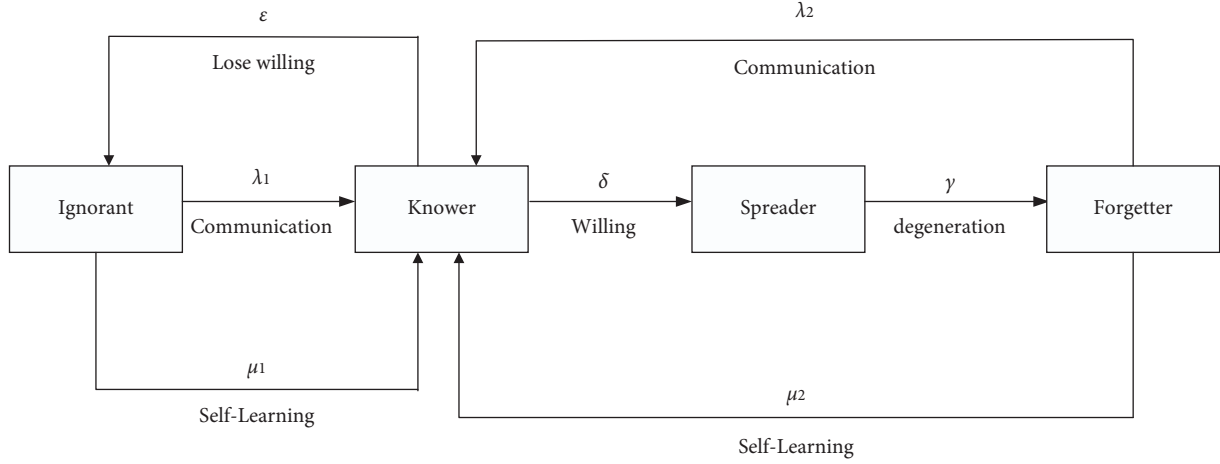 ε
Lose willing
λ2
Communication
Ignorant
λ1
Communication
Knower
δ
Willing
Spreader
γ
degeneration
Forgetter
μ1
Self-Learning
μ2
Self-Learning